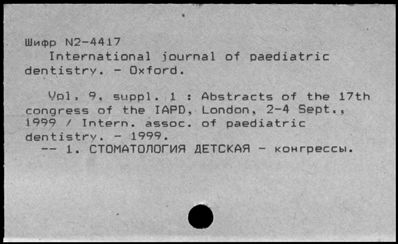 Шифр N2-4417
International journal of paediatric
dentistry. - Oxford.
Vol. 9, suppl. 1 : Abstracts of the 17th
congress of the IAPD, London, 2-4 Sept.,
1999 / Intern. assoc. of paediatric
dentistry. - 1999.
-- 1. СТОМАТОЛОГИЯ ДЕТСКАЯ - конгрессы.